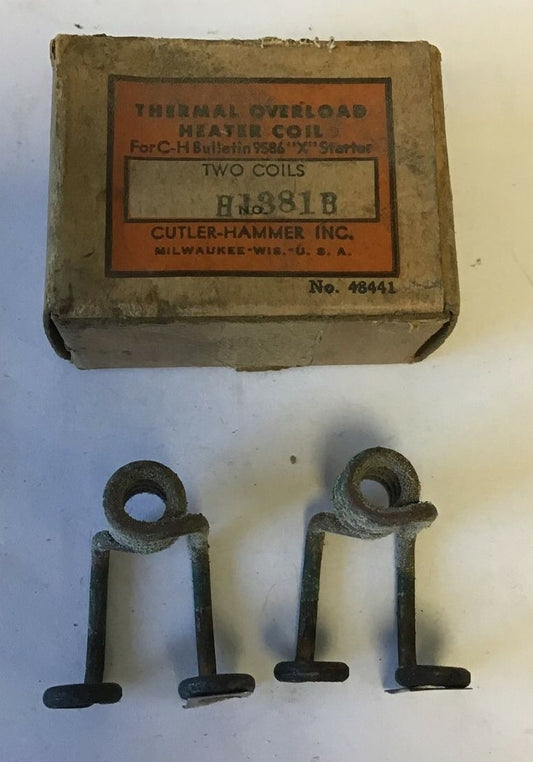 THERMAL OVERLOAD
HEATER COILS
For C-H Bulletin 9586 "X" Starter
TWO COILS
NO. H1381B
CUTLER-HAMMER INC.
MILWAUKEE-WIS.-U. S. A.
No. 48441